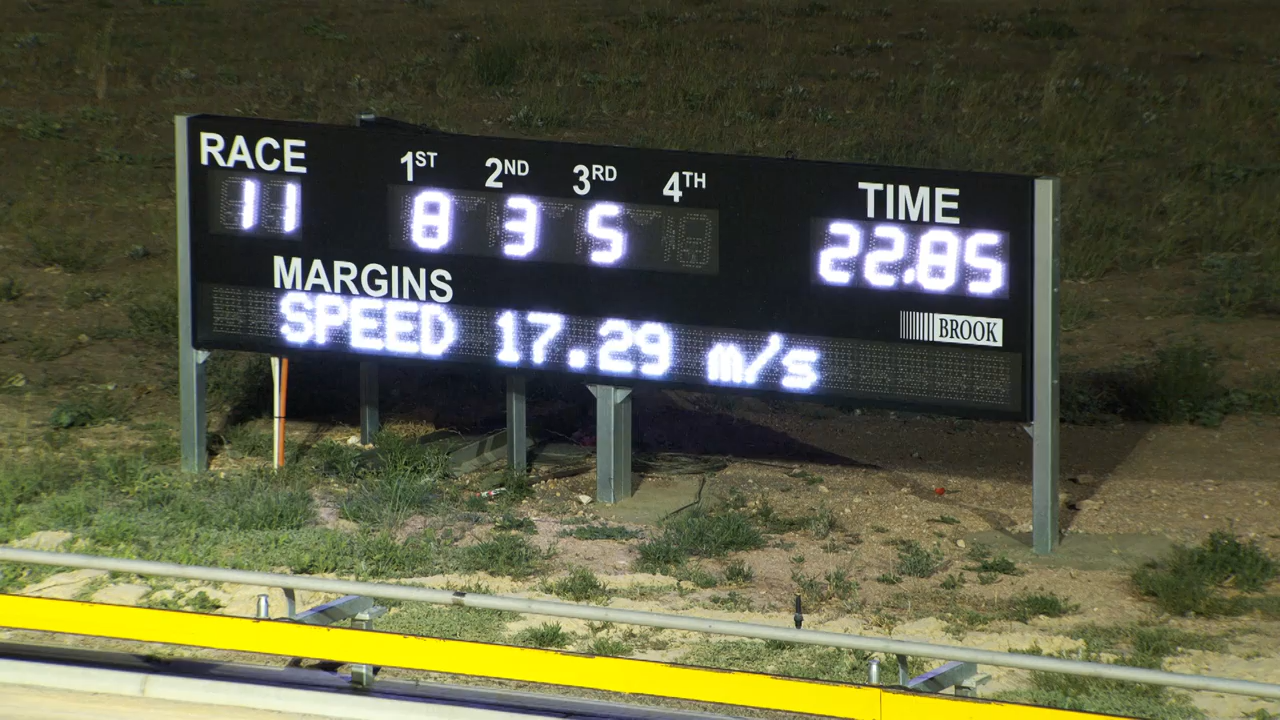 RACE 1ST 2ND 3RD 4TH TIME
11 8 3 5 22.85
MARGINS
SPEED 17.29 m/s
BROOK